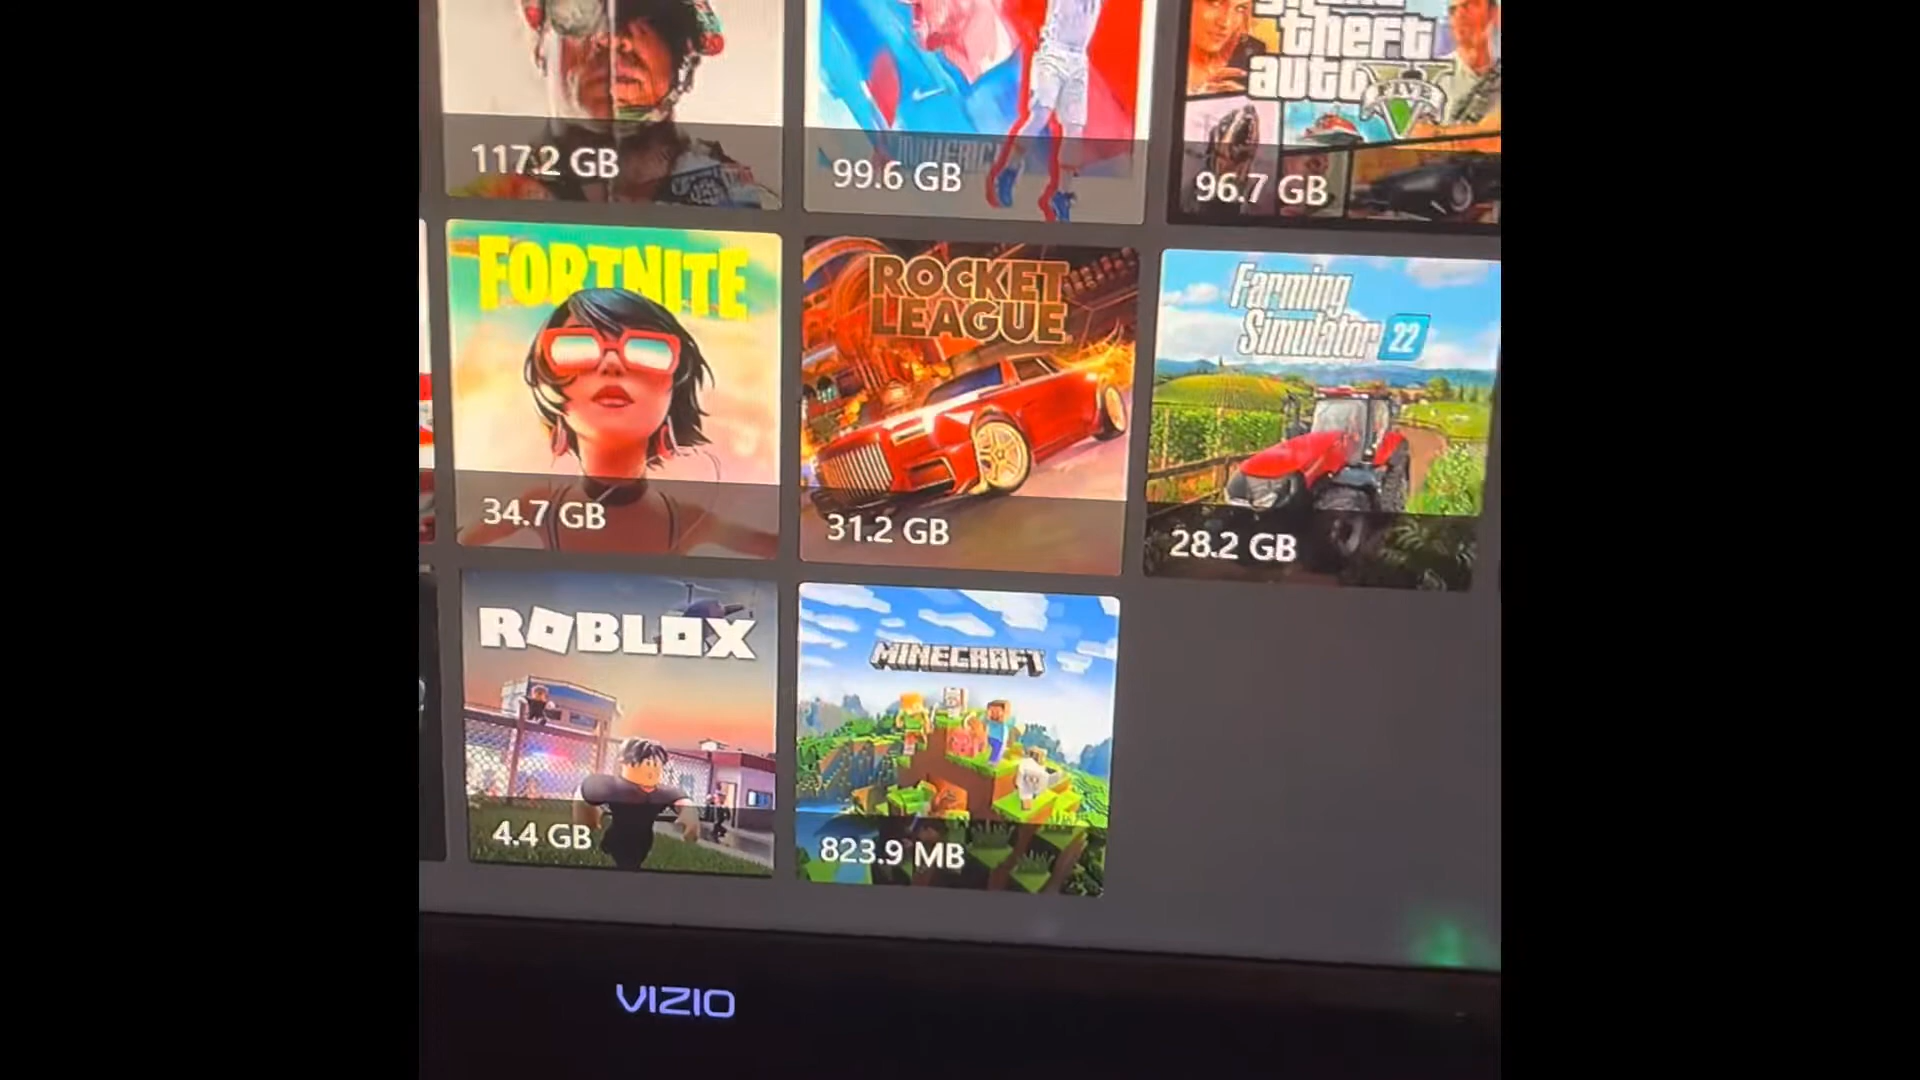 theft
auto
FIVE
117.2 GB
99.6 GB
96.7 GB
FORTNITE
34.7 GB
ROCKET
LEAGUE
31.2 GB
Farming
Simulator 22
28.2 GB
ROBLOX
4.4 GB
MINECRAFT
823.9 MB
VIZIO